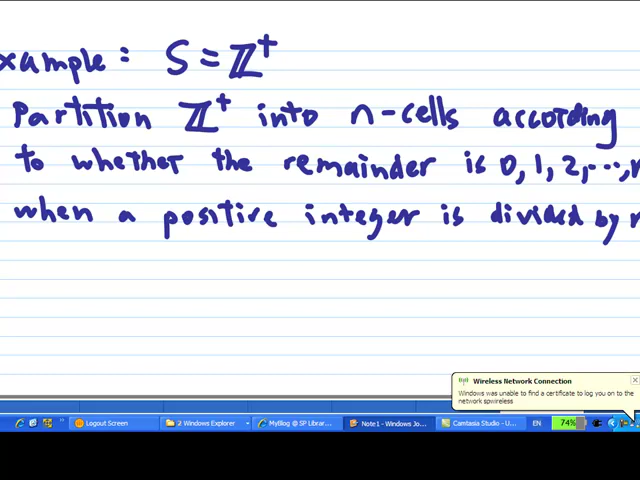 xample: S = ℤ⁺
Partition ℤ⁺ into n-cells according
to whether the remainder is 0, 1, 2, ...,
when a positive integer is divided by
Wireless Network Connection
Windows was unable to find a certificate to log you on to the
network spwireless
Logout Screen 2 Windows Explorer MyBlog @ SP Librar... Note1 - Windows Jo... Camtasia Studio - U... EN 74%